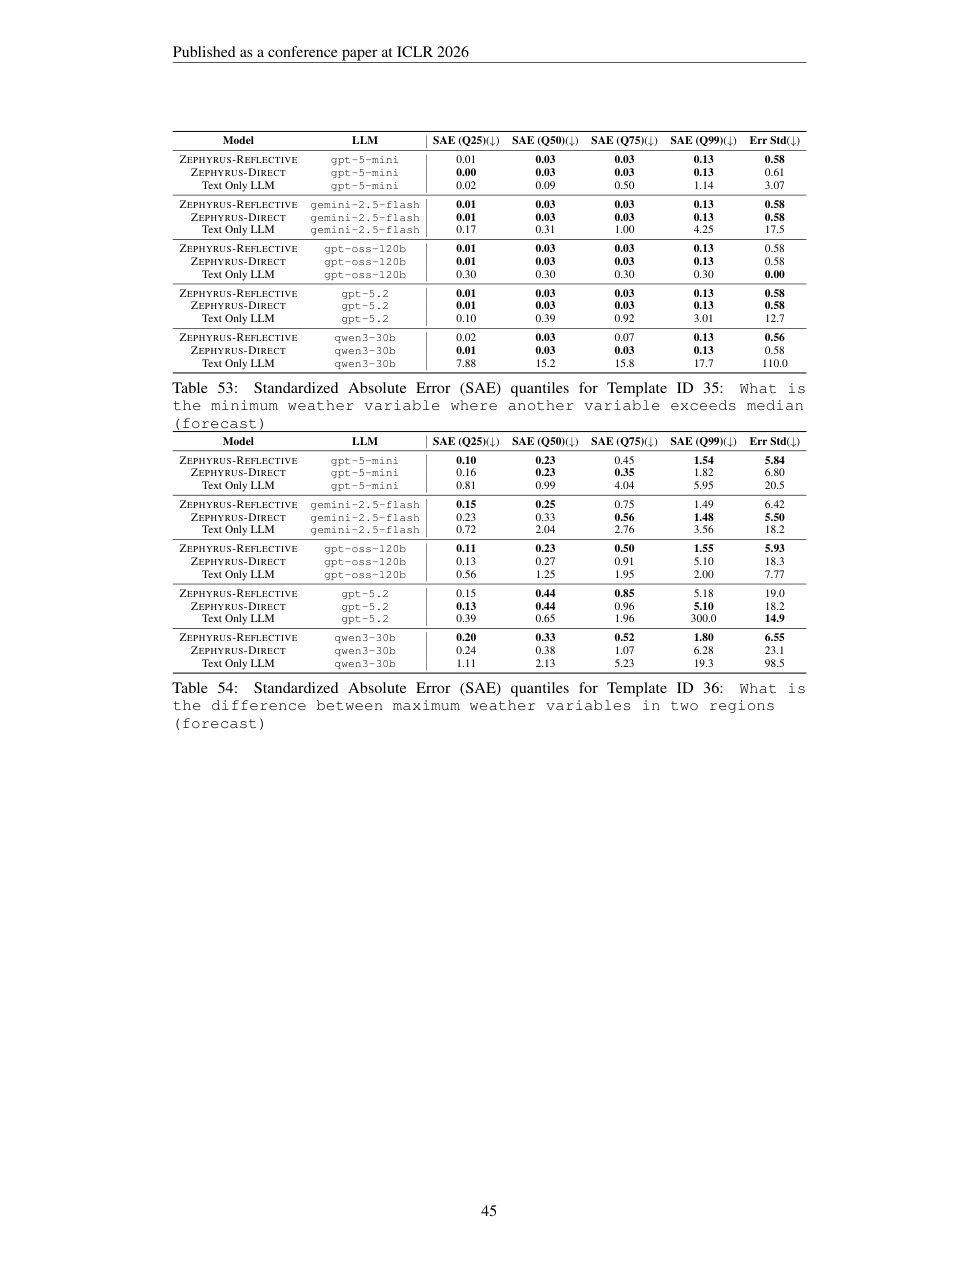 Published as a conference paper at ICLR 2026
Model LLM SAE (Q25)(↓) SAE (Q50)(↓) SAE (Q75)(↓) SAE (Q99)(↓) Err Std(↓)
ZEPHYRUS-REFLECTIVE gpt-5-mini 0.01 0.03 0.03 0.13 0.58
ZEPHYRUS-DIRECT gpt-5-mini 0.00 0.03 0.03 0.13 0.61
Text Only LLM gpt-5-mini 0.02 0.09 0.50 1.14 3.07
ZEPHYRUS-REFLECTIVE gemini-2.5-flash 0.01 0.03 0.03 0.13 0.58
ZEPHYRUS-DIRECT gemini-2.5-flash 0.01 0.03 0.03 0.13 0.58
Text Only LLM gemini-2.5-flash 0.17 0.31 1.00 4.25 17.5
ZEPHYRUS-REFLECTIVE gpt-oss-120b 0.01 0.03 0.03 0.13 0.58
ZEPHYRUS-DIRECT gpt-oss-120b 0.01 0.03 0.03 0.13 0.58
Text Only LLM gpt-oss-120b 0.30 0.30 0.30 0.30 0.00
ZEPHYRUS-REFLECTIVE gpt-5.2 0.01 0.03 0.03 0.13 0.58
ZEPHYRUS-DIRECT gpt-5.2 0.01 0.03 0.03 0.13 0.58
Text Only LLM gpt-5.2 0.10 0.39 0.92 3.01 12.7
ZEPHYRUS-REFLECTIVE qwen3-30b 0.02 0.03 0.07 0.13 0.56
ZEPHYRUS-DIRECT qwen3-30b 0.01 0.03 0.03 0.13 0.58
Text Only LLM qwen3-30b 7.88 15.2 15.8 17.7 110.0
Table 53: Standardized Absolute Error (SAE) quantiles for Template ID 35: What is
the minimum weather variable where another variable exceeds median
(forecast)
Model LLM SAE (Q25)(↓) SAE (Q50)(↓) SAE (Q75)(↓) SAE (Q99)(↓) Err Std(↓)
ZEPHYRUS-REFLECTIVE gpt-5-mini 0.10 0.23 0.45 1.54 5.84
ZEPHYRUS-DIRECT gpt-5-mini 0.16 0.23 0.35 1.82 6.80
Text Only LLM gpt-5-mini 0.81 0.99 4.04 5.95 20.5
ZEPHYRUS-REFLECTIVE gemini-2.5-flash 0.15 0.25 0.75 1.49 6.42
ZEPHYRUS-DIRECT gemini-2.5-flash 0.23 0.33 0.56 1.48 5.50
Text Only LLM gemini-2.5-flash 0.72 2.04 2.76 3.56 18.2
ZEPHYRUS-REFLECTIVE gpt-oss-120b 0.11 0.23 0.50 1.55 5.93
ZEPHYRUS-DIRECT gpt-oss-120b 0.13 0.27 0.91 5.10 18.3
Text Only LLM gpt-oss-120b 0.56 1.25 1.95 2.00 7.77
ZEPHYRUS-REFLECTIVE gpt-5.2 0.15 0.44 0.85 5.18 19.0
ZEPHYRUS-DIRECT gpt-5.2 0.13 0.44 0.96 5.10 18.2
Text Only LLM gpt-5.2 0.39 0.65 1.96 300.0 14.9
ZEPHYRUS-REFLECTIVE qwen3-30b 0.20 0.33 0.52 1.80 6.55
ZEPHYRUS-DIRECT qwen3-30b 0.24 0.38 1.07 6.28 23.1
Text Only LLM qwen3-30b 1.11 2.13 5.23 19.3 98.5
Table 54: Standardized Absolute Error (SAE) quantiles for Template ID 36: What is
the difference between maximum weather variables in two regions
(forecast)
45